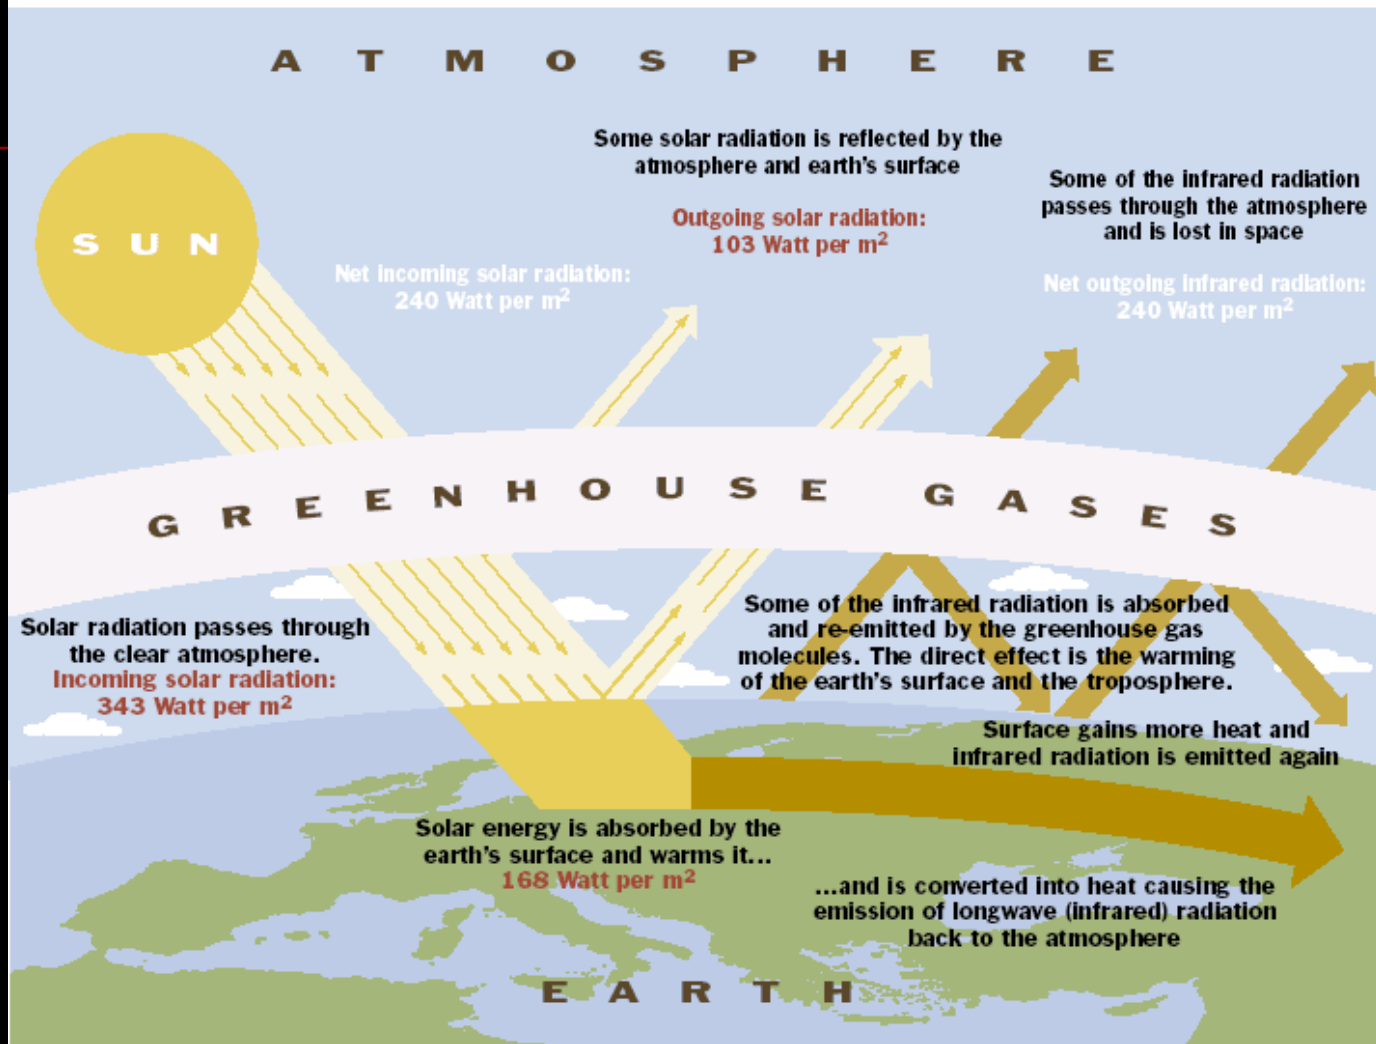 ATMOSPHERE
SUN
Some solar radiation is reflected by the
atmosphere and earth's surface
Outgoing solar radiation:
103 Watt per m²
Some of the infrared radiation
passes through the atmosphere
and is lost in space
Net incoming solar radiation:
240 Watt per m²
Net outgoing infrared radiation:
240 Watt per m²
GREENHOUSE GASES
Solar radiation passes through
the clear atmosphere.
Incoming solar radiation:
343 Watt per m²
Some of the infrared radiation is absorbed
and re-emitted by the greenhouse gas
molecules. The direct effect is the warming
of the earth's surface and the troposphere.
Surface gains more heat and
infrared radiation is emitted again
Solar energy is absorbed by the
earth's surface and warms it...
168 Watt per m²
...and is converted into heat causing the
emission of longwave (infrared) radiation
back to the atmosphere
EARTH